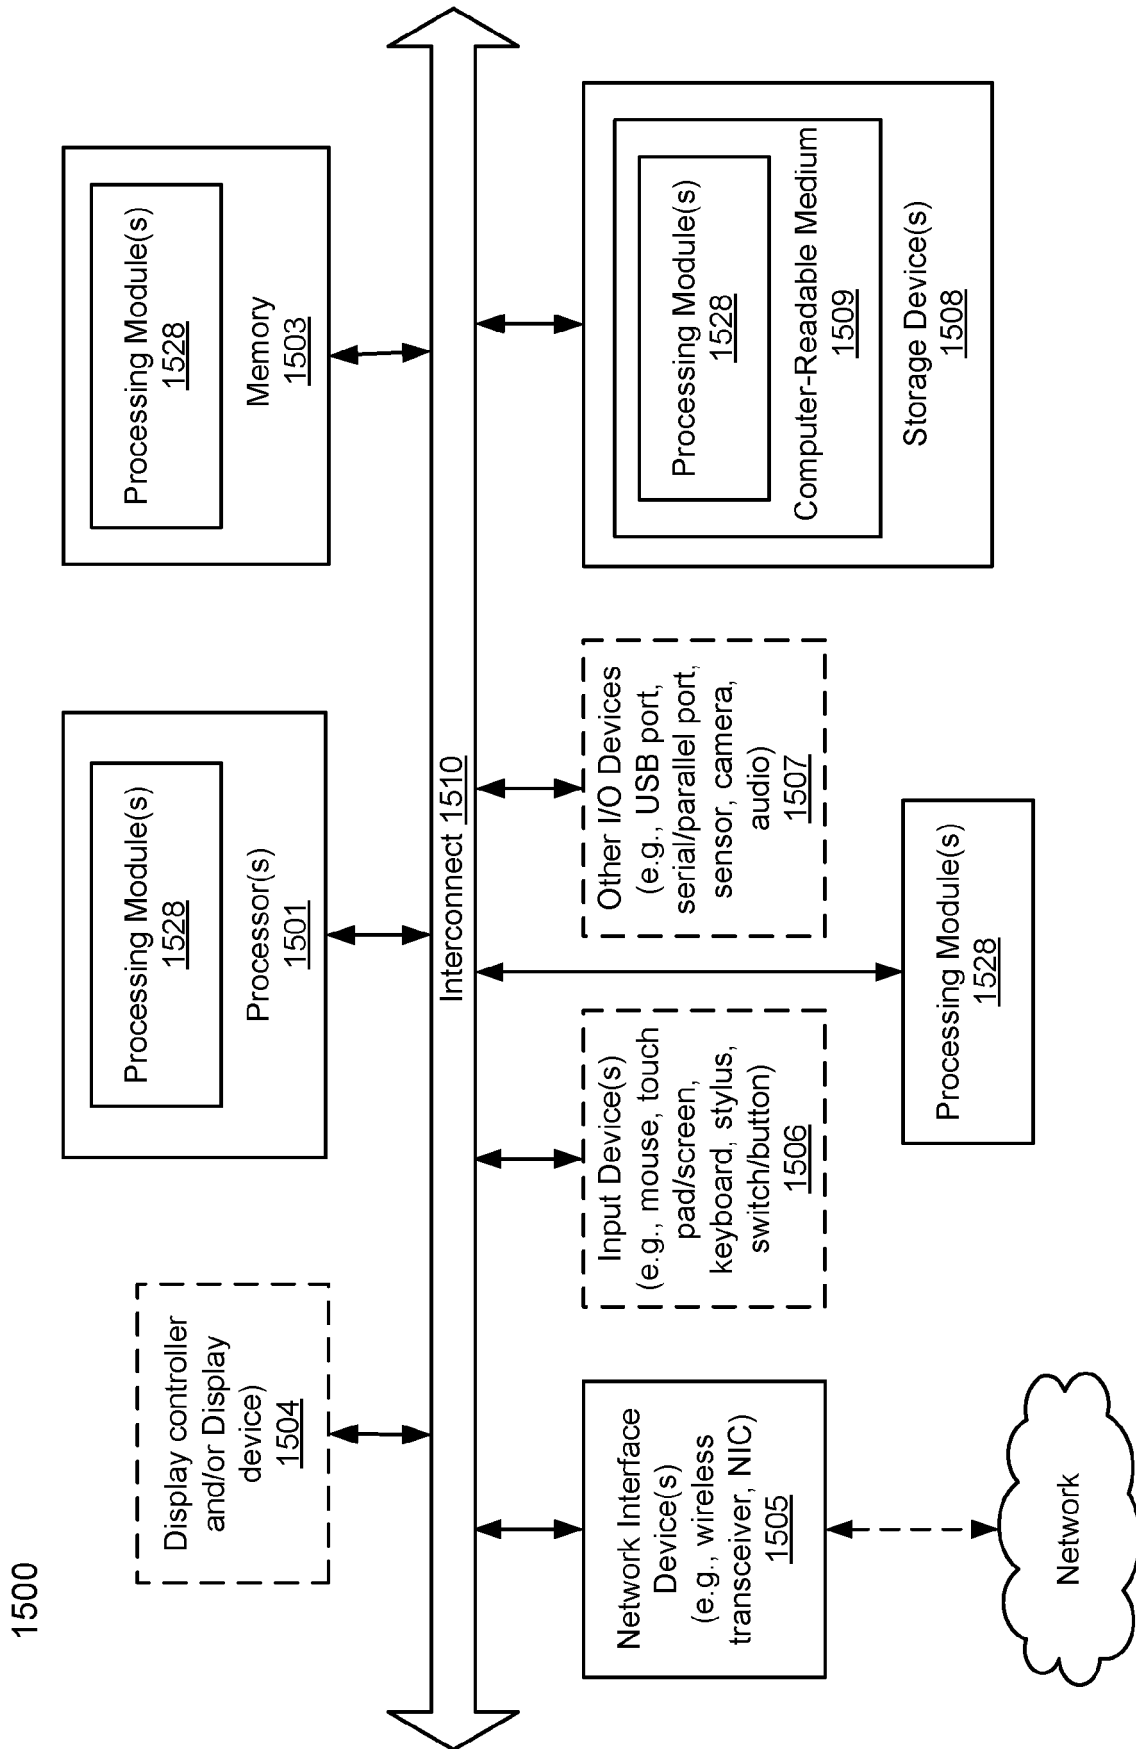 1500
Display controller
and/or Display
device)
1504
Processing Module(s)
1528
Processor(s)
1501
Processing Module(s)
1528
Memory
1503
Interconnect 1510
Network Interface
Device(s)
(e.g., wireless
transceiver, NIC)
1505
Input Device(s)
(e.g., mouse, touch
pad/screen,
keyboard, stylus,
switch/button)
1506
Other I/O Devices
(e.g., USB port,
serial/parallel port,
sensor, camera,
audio)
1507
Processing Module(s)
1528
Computer-Readable Medium
1509
Storage Device(s)
1508
Processing Module(s)
1528
Network